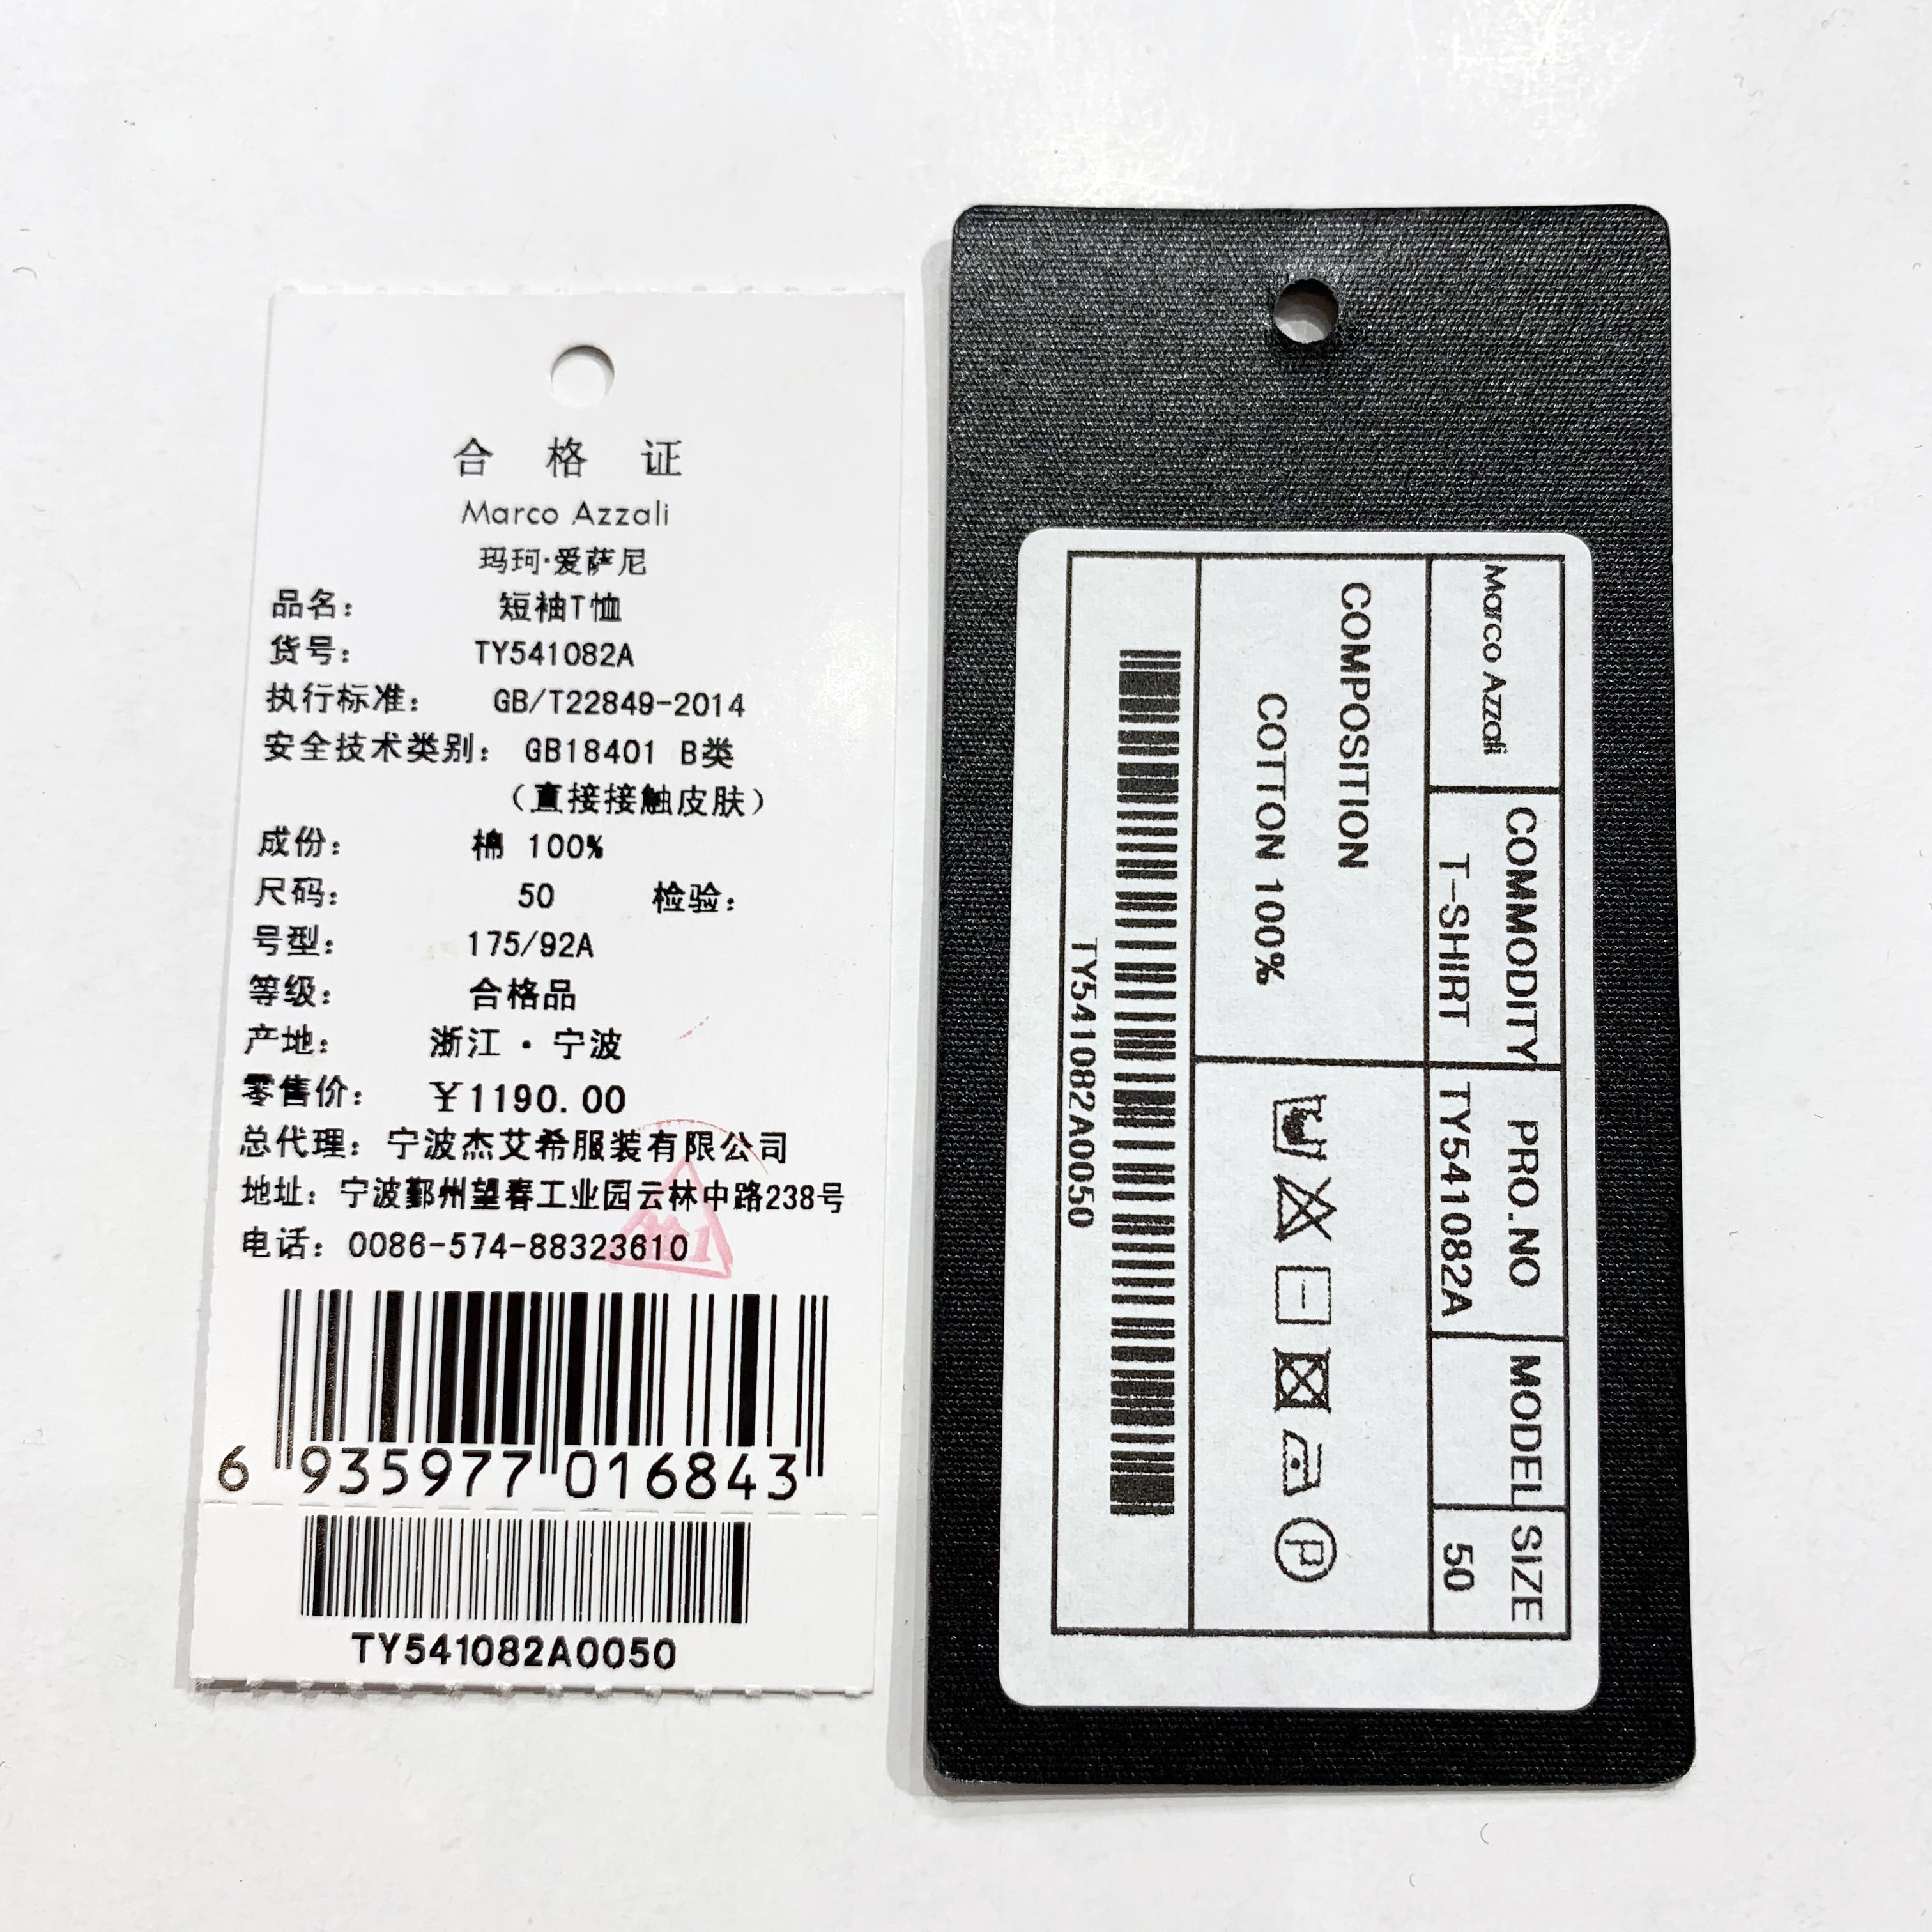 合 格 证
Marco Azzali
玛珂·爱萨尼
品名： 短袖T恤
货号： TY541082A
执行标准： GB/T22849-2014
安全技术类别： GB18401 B类
（直接接触皮肤）
成份： 棉 100%
尺码： 50 检验：
号型： 175/92A
等级： 合格品
产地： 浙江·宁波
零售价： ¥1190.00
总代理：宁波杰艾希服装有限公司
地址：宁波鄞州望春工业园云林中路238号
电话：0086-574-88323610
6 935977 016843
TY541082A0050
Marco Azzali
COMMODITY PRO.NO MODEL SIZE
T-SHIRT TY541082A 50
COMPOSITION
COTTON 100%
P
TY541082A0050